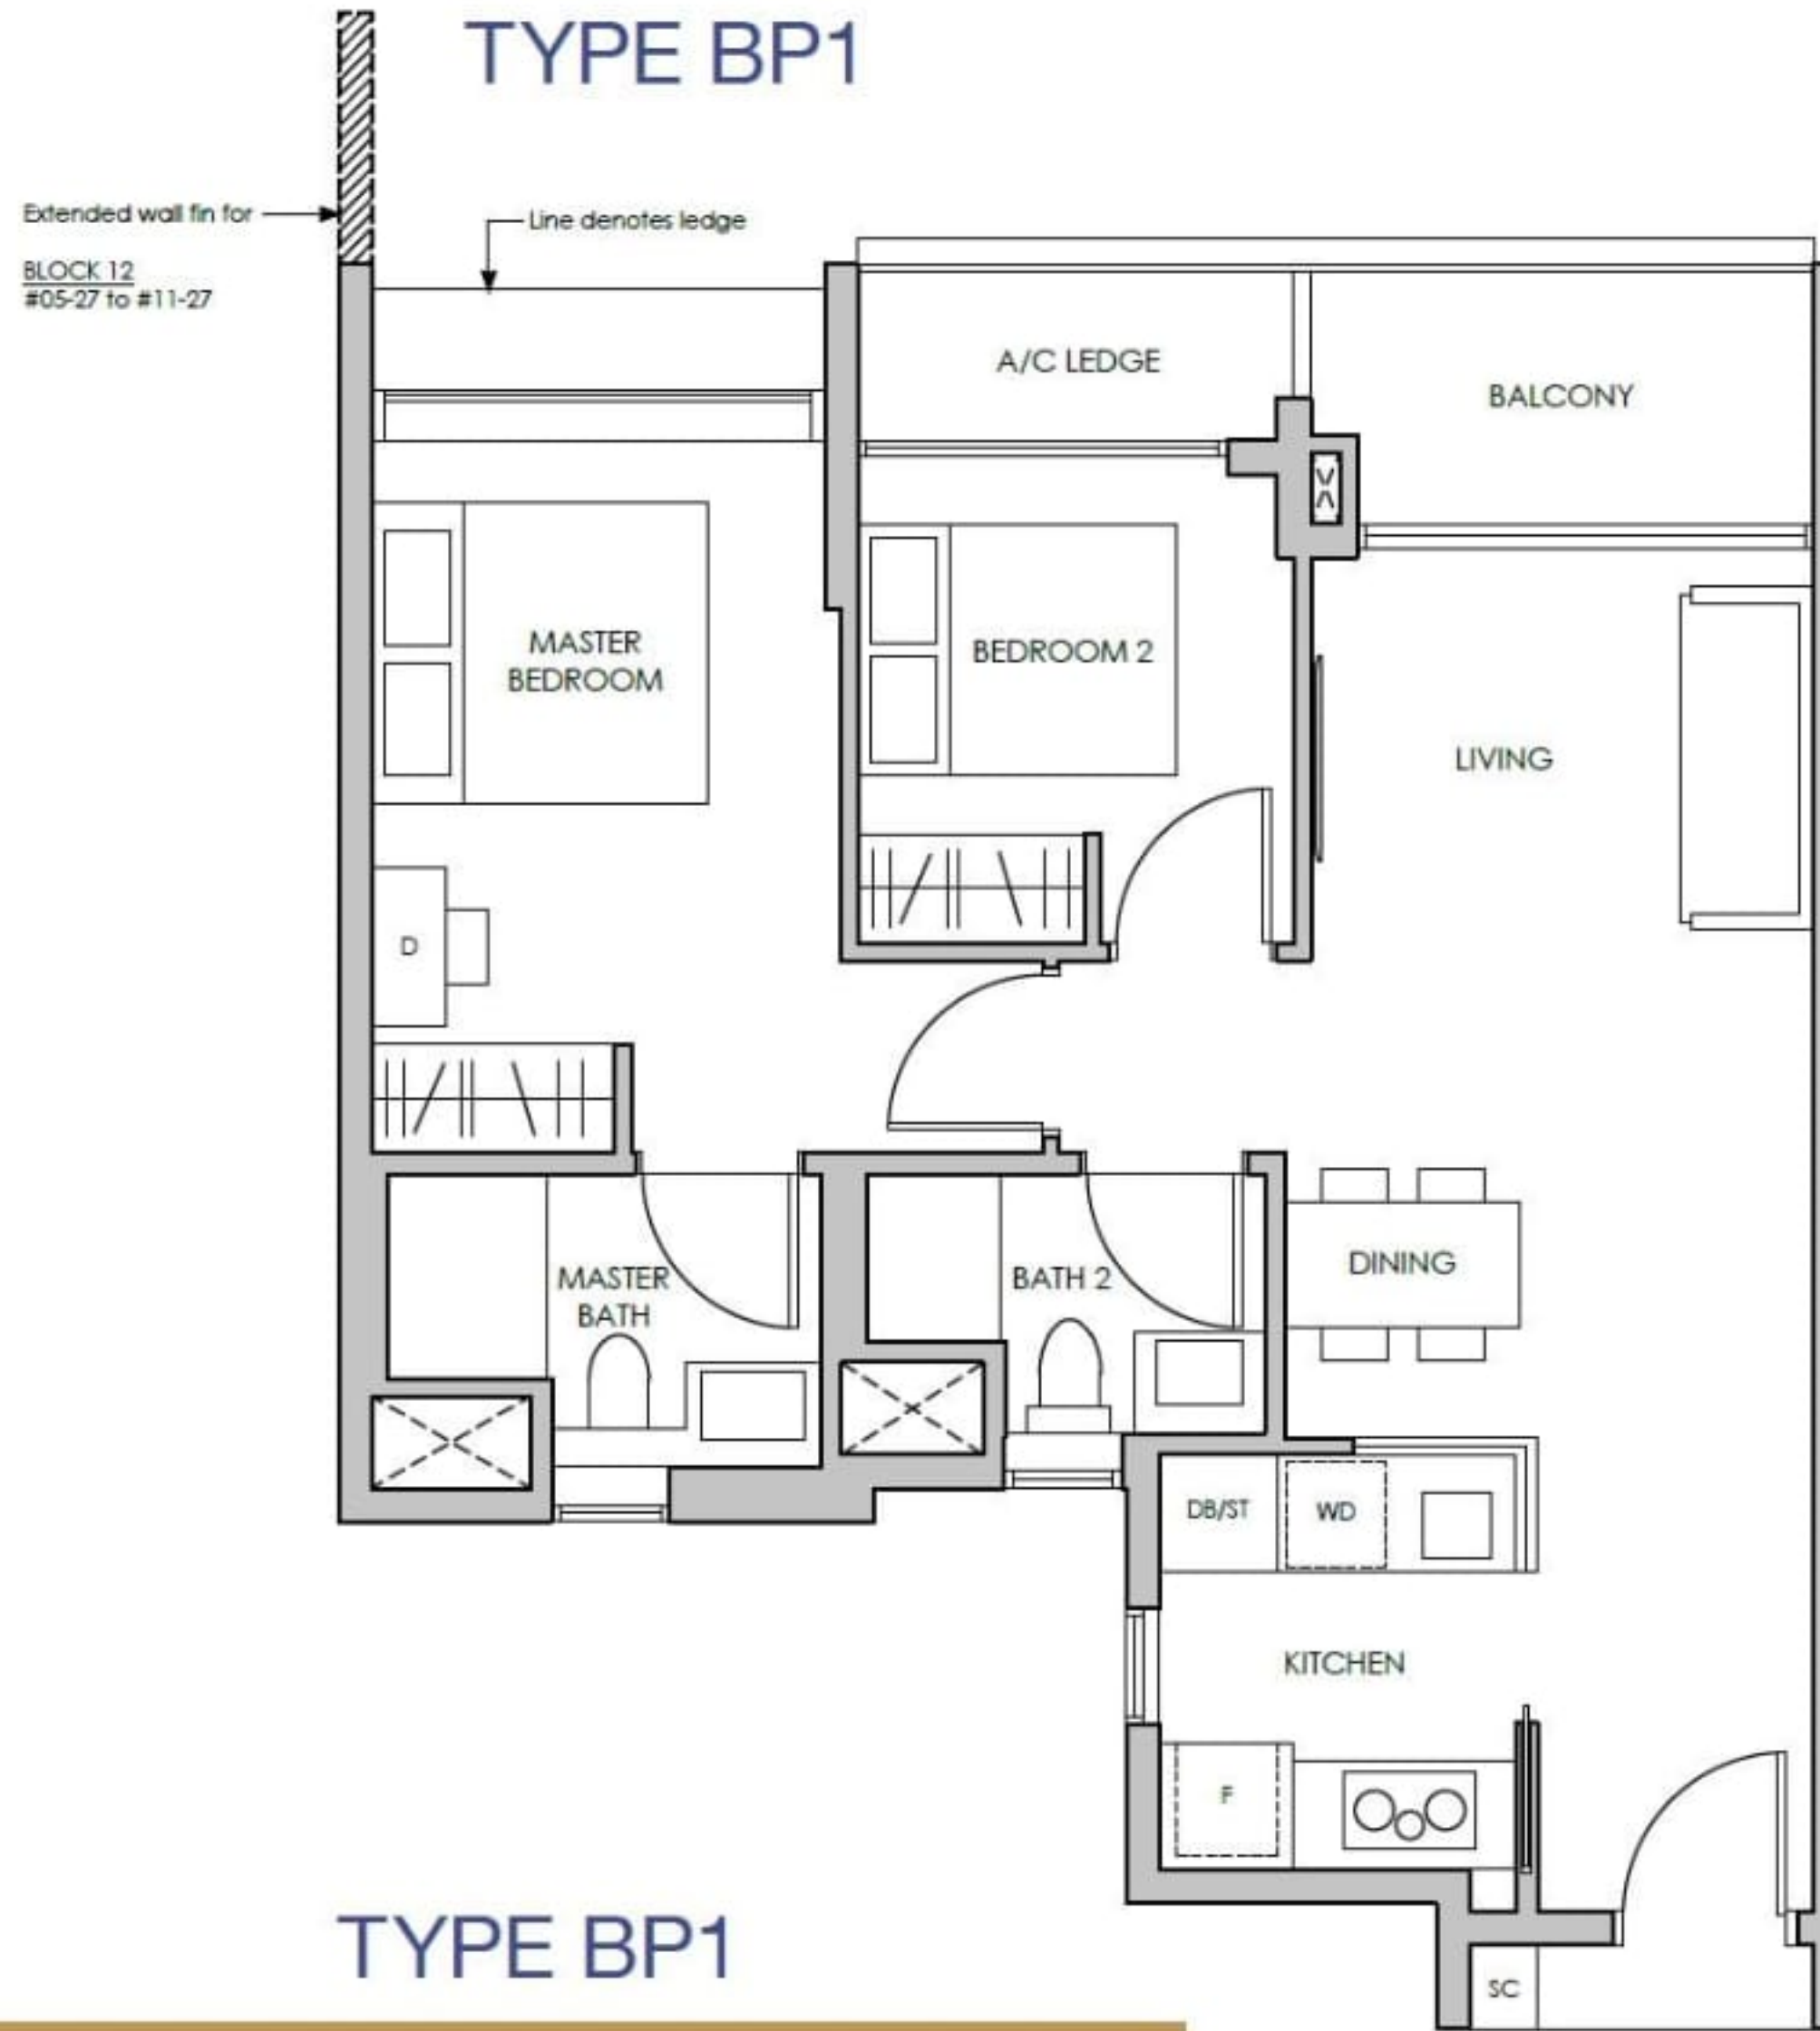 TYPE BP1
Extended wall fin for
Line denotes ledge
BLOCK 12
#05-27 to #11-27
A/C LEDGE
BALCONY
MASTER
BEDROOM
BEDROOM 2
LIVING
D
MASTER
BATH
BATH 2
DINING
DB/ST
WD
KITCHEN
F
TYPE BP1
SC